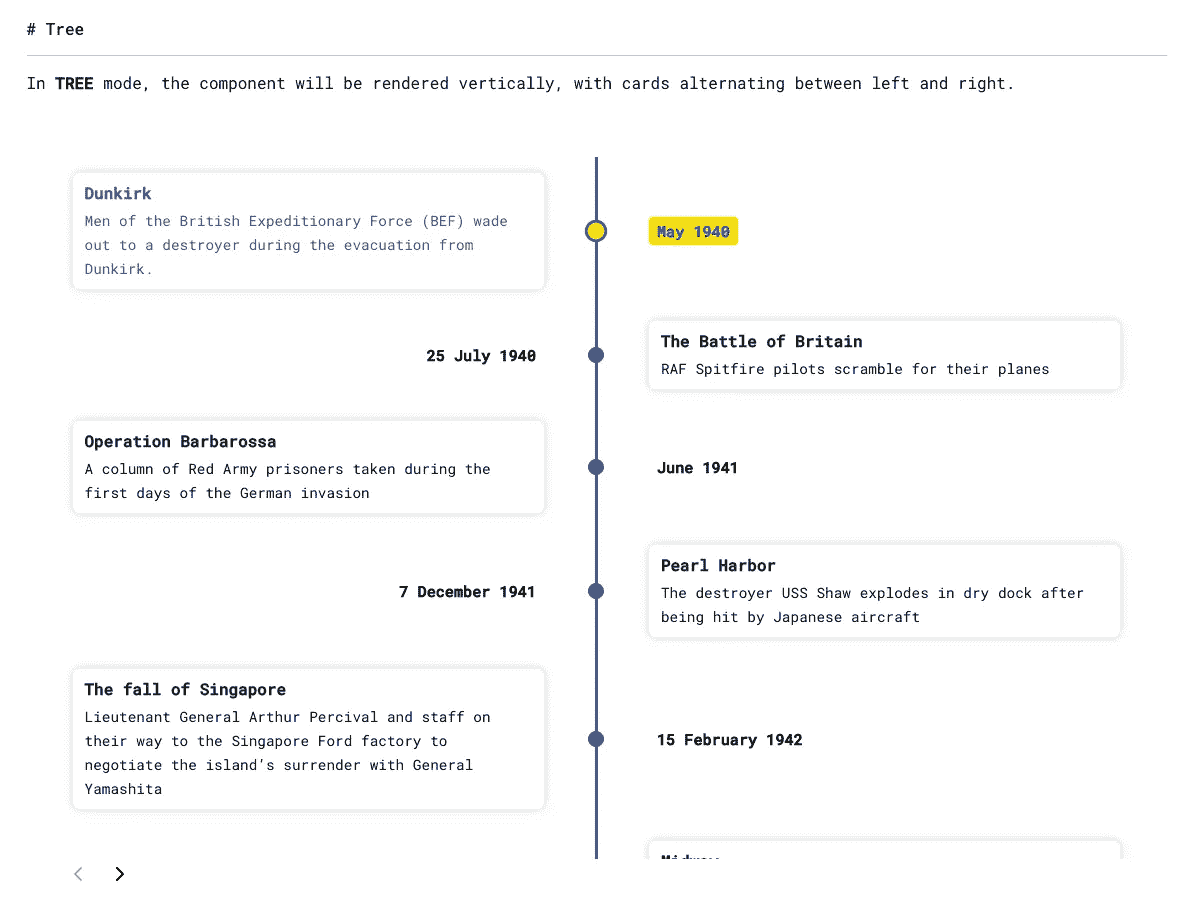 # Tree
In TREE mode, the component will be rendered vertically, with cards alternating between left and right.
Dunkirk
Men of the British Expeditionary Force (BEF) wade
out to a destroyer during the evacuation from
Dunkirk.
May 1940
25 July 1940
The Battle of Britain
RAF Spitfire pilots scramble for their planes
Operation Barbarossa
A column of Red Army prisoners taken during the
first days of the German invasion
June 1941
7 December 1941
Pearl Harbor
The destroyer USS Shaw explodes in dry dock after
being hit by Japanese aircraft
The fall of Singapore
Lieutenant General Arthur Percival and staff on
their way to the Singapore Ford factory to
negotiate the island's surrender with General
Yamashita
15 February 1942
Midway